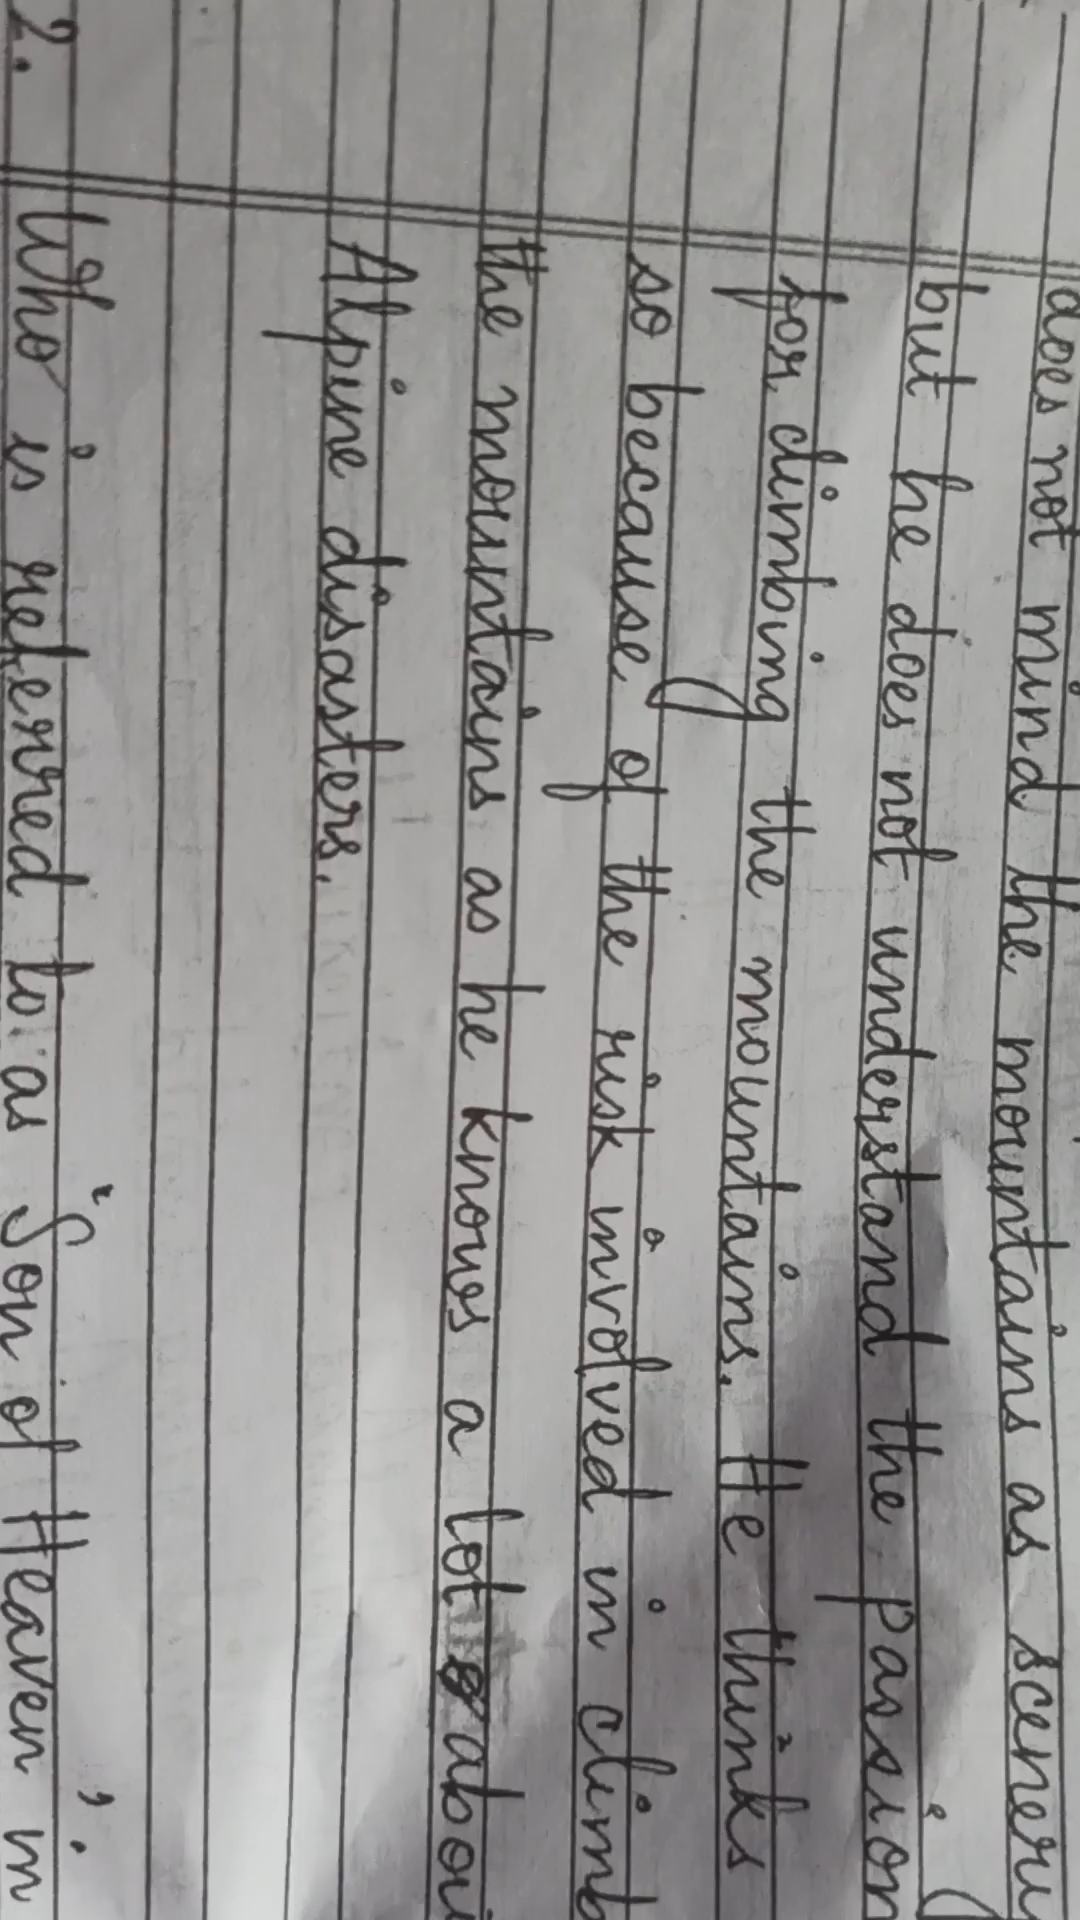 does not mind the mountains as scenery
but he does not understand the Passion
for climbing the mountains. He thinks
so because of the risk involved in climb
the mountains as he knows a lot abou
Alpine disasters.
2. Who is referred to as "Son of Heaven" in